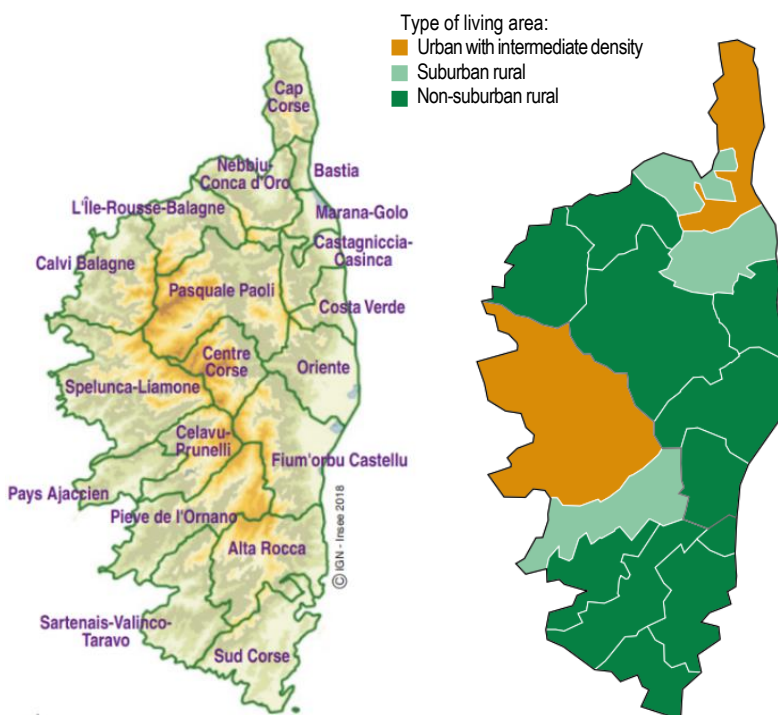 Type of living area:
Urban with intermediate density
Suburban rural
Non-suburban rural
Cap
Corse
Nebbiu-
Conca d'Oro
Bastia
L'Île-Rousse-Balagne
Marana-Golo
Castagniccia-
Casinca
Calvi Balagne
Pasquale Paoli
Costa Verde
Centre
Corse
Oriente
Spelunca-Liamone
Celavu-
Prunelli
Fium'orbu Castellu
Pays Ajaccien
Pieve de l'Ornano
Alta Rocca
© IGN - Insee 2018
Sartenais-Valinco-
Taravo
Sud Corse